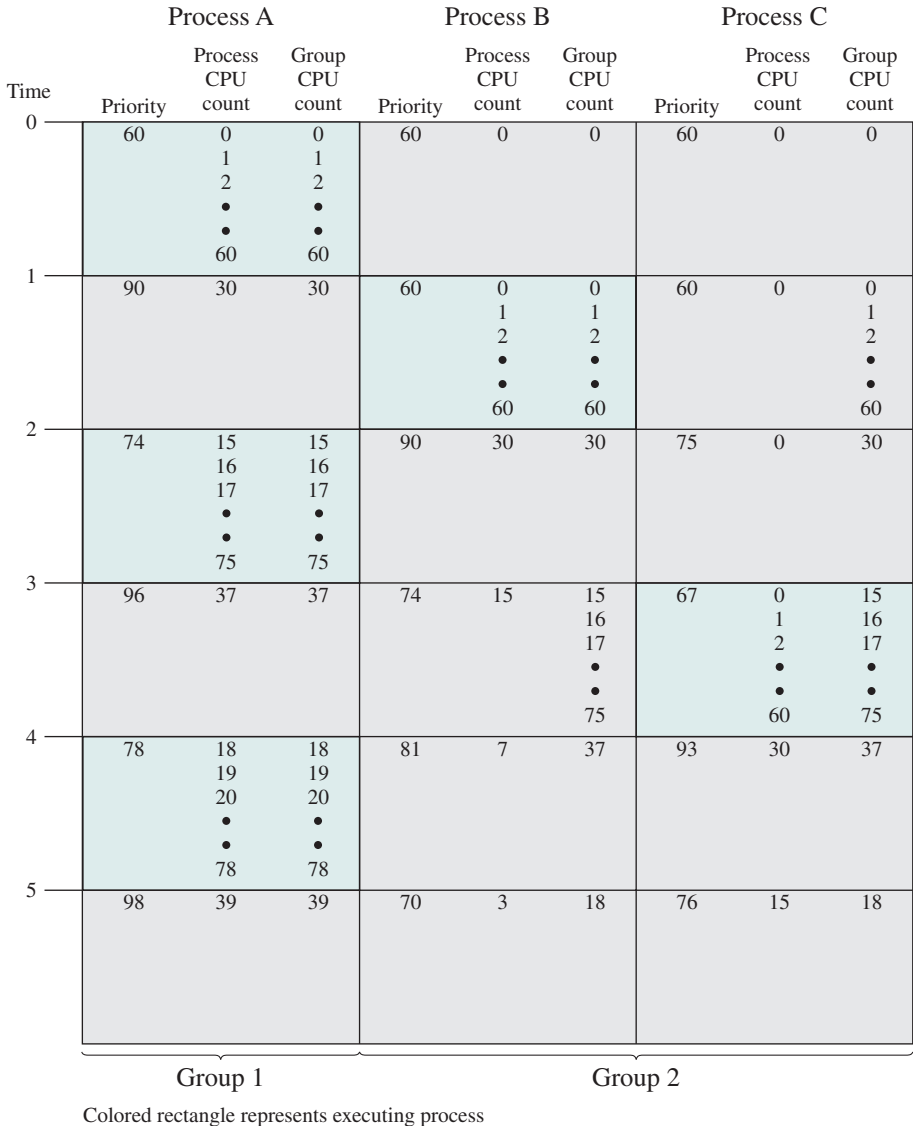 Process A Process B Process C
Process Group Process Group Process Group
CPU CPU CPU CPU CPU CPU
Time Priority count count Priority count count Priority count count
0 60 0 0 60 0 0 60 0 0
1 1
2 2
• •
• •
60 60
1 90 30 30 60 0 0 60 0 0
1 1 1
2 2 2
• • •
• • •
60 60 60
2 74 15 15 90 30 30 75 0 30
16 16
17 17
• •
• •
75 75
3 96 37 37 74 15 15 67 0 15
16 1 16
17 2 17
• • •
• • •
75 60 75
4 78 18 18 81 7 37 93 30 37
19 19
20 20
• •
• •
78 78
5 98 39 39 70 3 18 76 15 18
Group 1 Group 2
Colored rectangle represents executing process